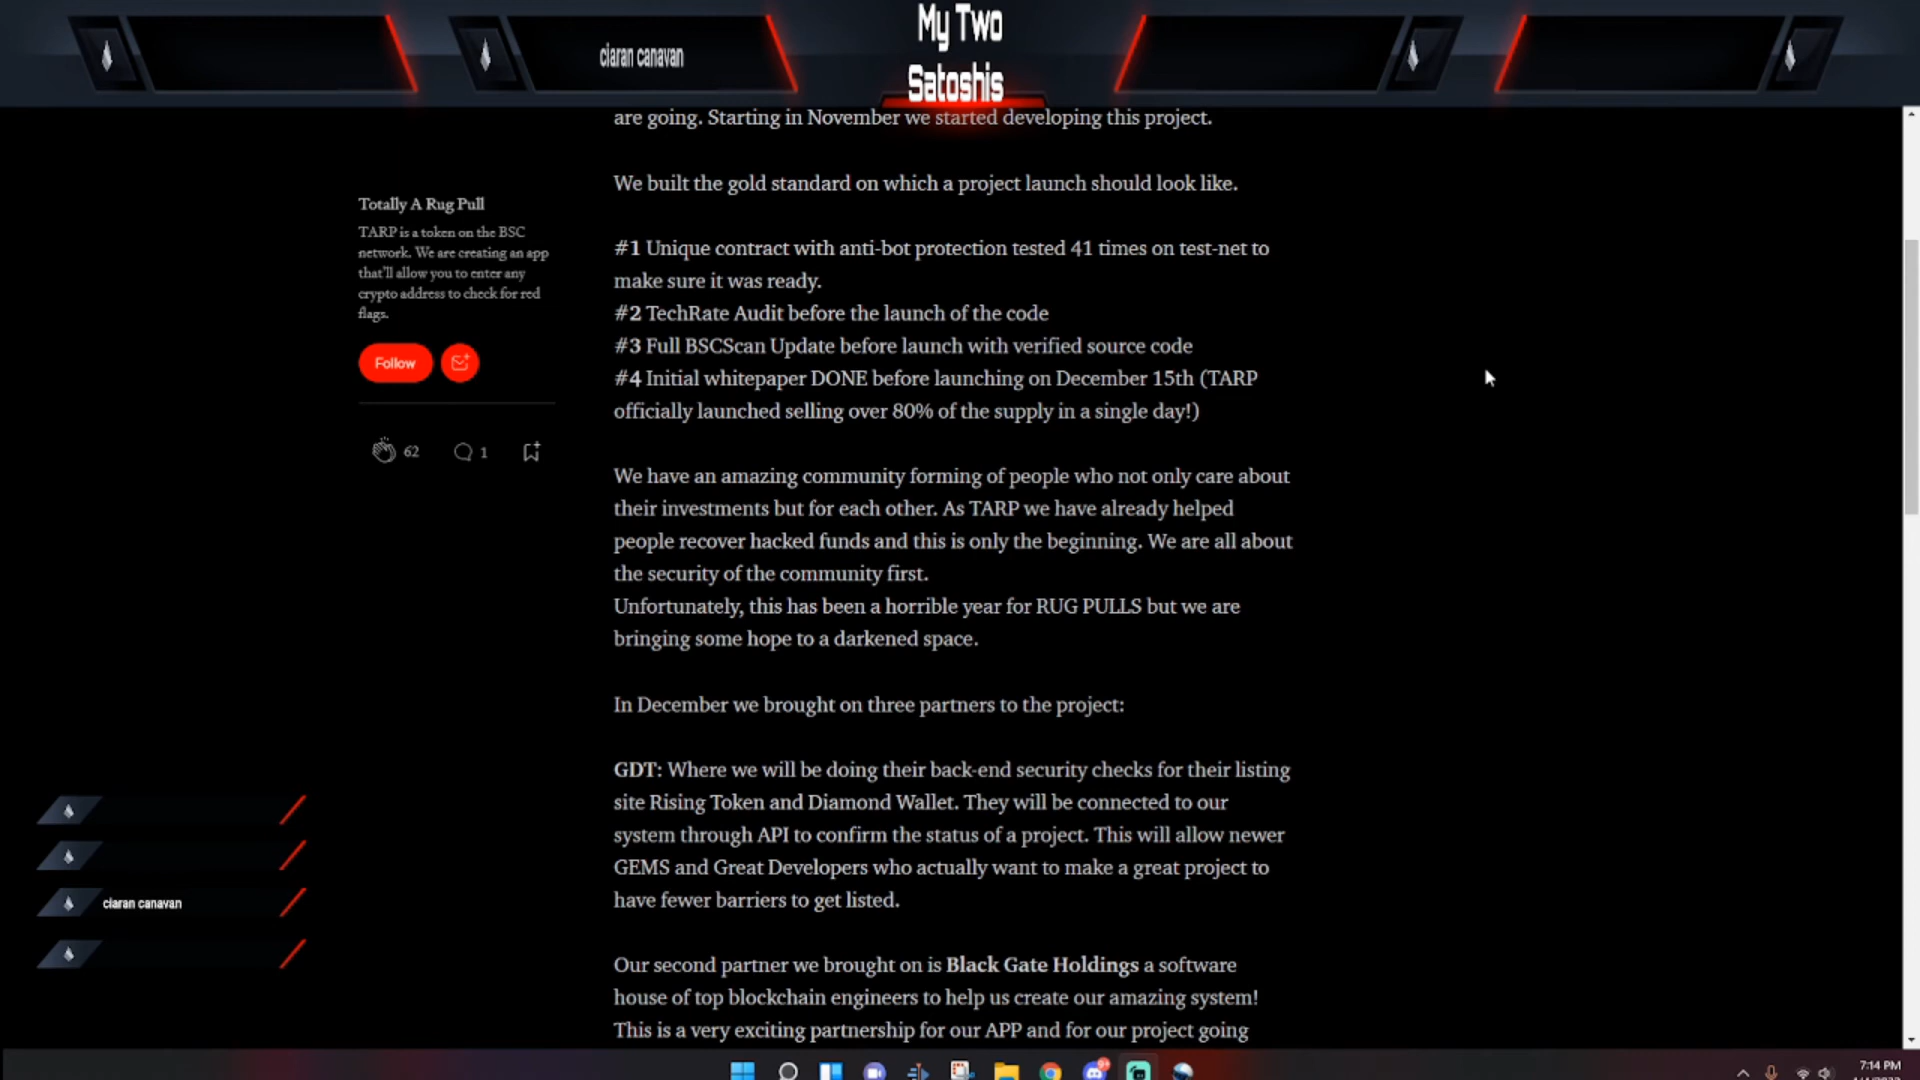 My Two
Satoshis
ciaran canavan
are going. Starting in November we started developing this project.
We built the gold standard on which a project launch should look like.
Totally A Rug Pull
TARP is a token on the BSC
network. We are creating an app
that'll allow you to enter any
crypto address to check for red
flags.
Follow
62
1
#1 Unique contract with anti-bot protection tested 41 times on test-net to
make sure it was ready.
#2 TechRate Audit before the launch of the code
#3 Full BSCScan Update before launch with verified source code
#4 Initial whitepaper DONE before launching on December 15th (TARP
officially launched selling over 80% of the supply in a single day!)
We have an amazing community forming of people who not only care about
their investments but for each other. As TARP we have already helped
people recover hacked funds and this is only the beginning. We are all about
the security of the community first.
Unfortunately, this has been a horrible year for RUG PULLS but we are
bringing some hope to a darkened space.
In December we brought on three partners to the project:
GDT: Where we will be doing their back-end security checks for their listing
site Rising Token and Diamond Wallet. They will be connected to our
system through API to confirm the status of a project. This will allow newer
GEMS and Great Developers who actually want to make a great project to
have fewer barriers to get listed.
ciaran canavan
Our second partner we brought on is Black Gate Holdings a software
house of top blockchain engineers to help us create our amazing system!
This is a very exciting partnership for our APP and for our project going
7:14 PM